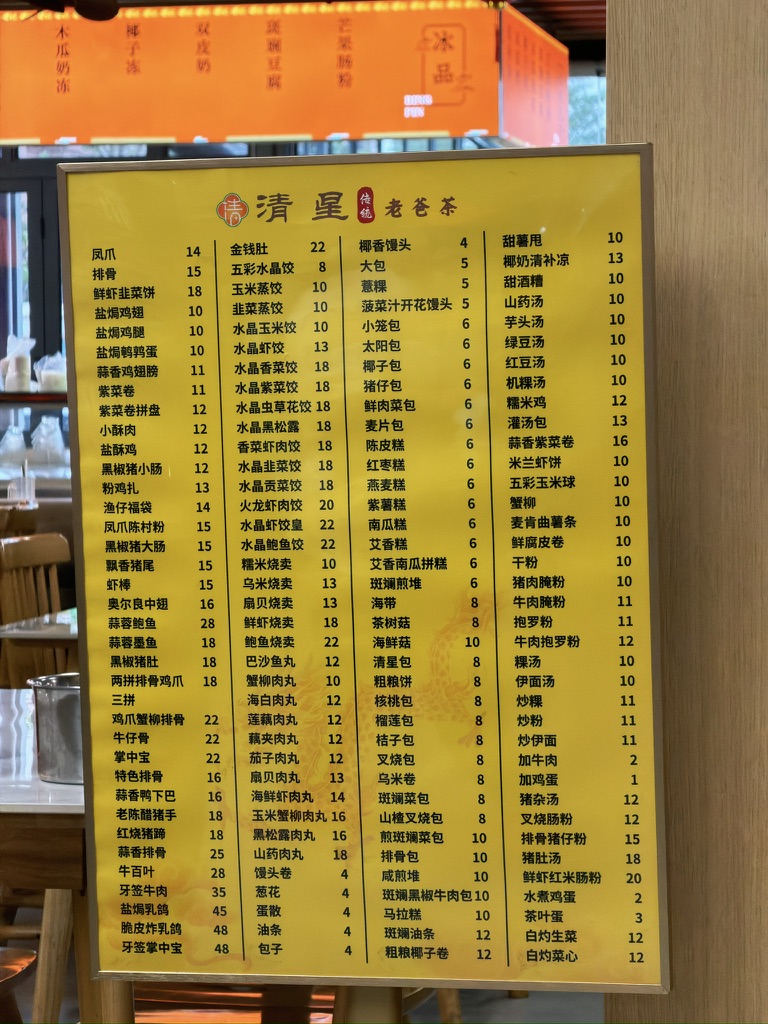 木瓜奶冻
椰子冻
双皮奶
斑斓豆腐
芒果肠粉
冰品
清星 传统 老爸茶
凤爪 14
排骨 15
鲜虾韭菜饼 18
盐焗鸡翅 10
盐焗鸡腿 10
盐焗鹌鹑蛋 10
蒜香鸡翅膀 11
紫菜卷 11
紫菜卷拼盘 12
小酥肉 12
盐酥鸡 12
黑椒猪小肠 12
粉鸡扎 13
渔仔福袋 14
凤爪陈村粉 15
黑椒猪大肠 15
飘香猪尾 15
虾棒 15
奥尔良中翅 16
蒜蓉鲍鱼 28
蒜蓉墨鱼 18
黑椒猪肚 18
两拼排骨鸡爪 18
三拼
鸡爪蟹柳排骨 22
牛仔骨 22
掌中宝 22
特色排骨 16
蒜香鸭下巴 16
老陈醋猪手 18
红烧猪蹄 18
蒜香排骨 25
牛百叶 28
牙签牛肉 35
盐焗乳鸽 45
脆皮炸乳鸽 48
牙签掌中宝 48
金钱肚 22
五彩水晶饺 8
玉米蒸饺 10
韭菜蒸饺 10
水晶玉米饺 10
水晶虾饺 13
水晶香菜饺 18
水晶紫菜饺 18
水晶虫草花饺 18
水晶黑松露 18
香菜虾肉饺 18
水晶韭菜饺 18
水晶贡菜饺 18
火龙虾肉饺 20
水晶虾饺皇 22
水晶鲍鱼饺 22
糯米烧卖 10
乌米烧卖 13
扇贝烧卖 13
鲜虾烧卖 18
鲍鱼烧卖 22
巴沙鱼丸 12
蟹柳肉丸 10
海白肉丸 12
莲藕肉丸 12
藕夹肉丸 12
茄子肉丸 12
扇贝肉丸 13
海鲜虾肉丸 14
玉米蟹柳肉丸 16
黑松露肉丸 16
山药肉丸 18
馒头卷 4
葱花 4
蛋散 4
油条 4
包子 4
椰香馒头 4
大包 5
薏粿 5
菠菜汁开花馒头 5
小笼包 6
太阳包 6
椰子包 6
猪仔包 6
鲜肉菜包 6
麦片包 6
陈皮糕 6
红枣糕 6
燕麦糕 6
紫薯糕 6
南瓜糕 6
艾香糕 6
艾香南瓜拼糕 6
斑斓煎堆 6
海带 8
茶树菇 8
海鲜菇 10
清星包 8
粗粮饼 8
核桃包 8
榴莲包 8
桔子包 8
叉烧包 8
乌米卷 8
斑斓菜包 8
山楂叉烧包 8
煎斑斓菜包 10
排骨包 10
咸煎堆 10
斑斓黑椒牛肉包 10
马拉糕 10
斑斓油条 12
粗粮椰子卷 12
甜薯甩 10
椰奶清补凉 13
甜酒糟 10
山药汤 10
芋头汤 10
绿豆汤 10
红豆汤 10
机粿汤 10
糯米鸡 12
灌汤包 13
蒜香紫菜卷 16
米兰虾饼 10
五彩玉米球 10
蟹柳 10
麦肯曲薯条 10
鲜腐皮卷 10
干粉 10
猪肉腌粉 10
牛肉腌粉 11
抱罗粉 11
牛肉抱罗粉 12
粿汤 10
伊面汤 10
炒粿 11
炒粉 11
炒伊面 11
加牛肉 2
加鸡蛋 1
猪杂汤 12
叉烧肠粉 12
排骨猪仔粉 15
猪肚汤 18
鲜虾红米肠粉 20
水煮鸡蛋 2
茶叶蛋 3
白灼生菜 12
白灼菜心 12